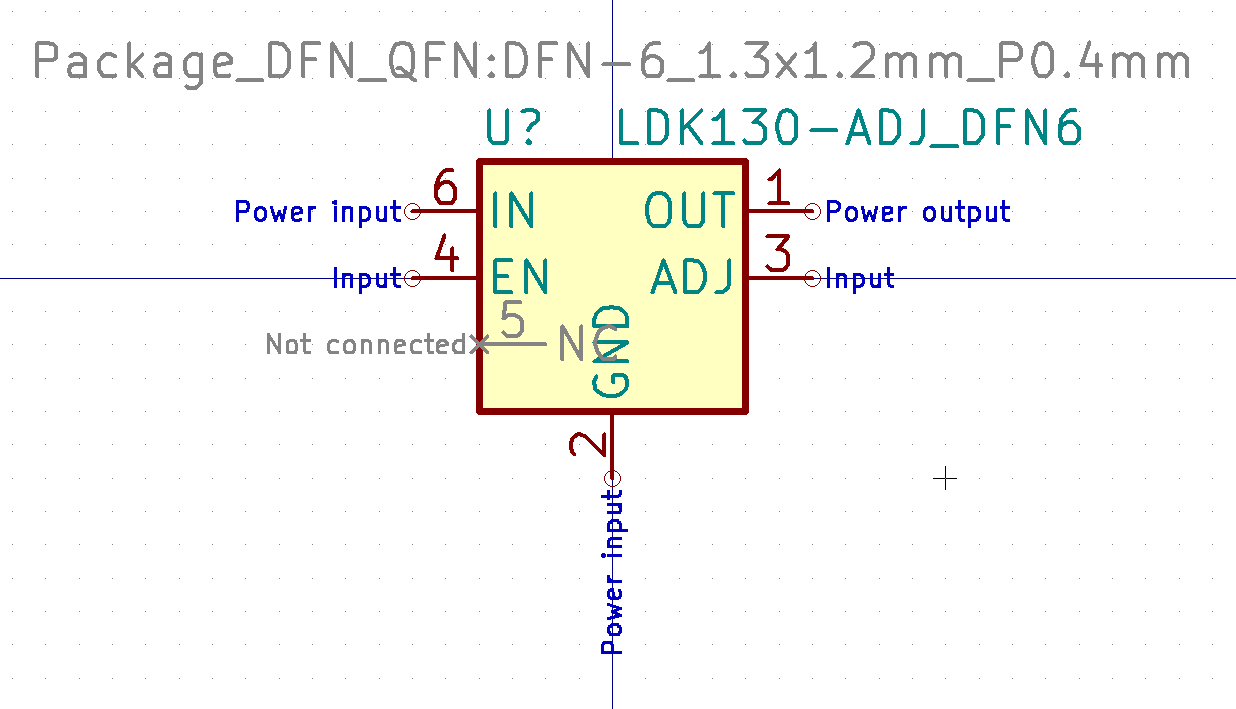 Package_DFN_QFN:DFN-6_1.3x1.2mm_P0.4mm
U? LDK130-ADJ_DFN6
Power input 6 IN OUT 1 Power output
Input 4 EN ADJ 3 Input
Not connected 5 NC
GND
2
Power input